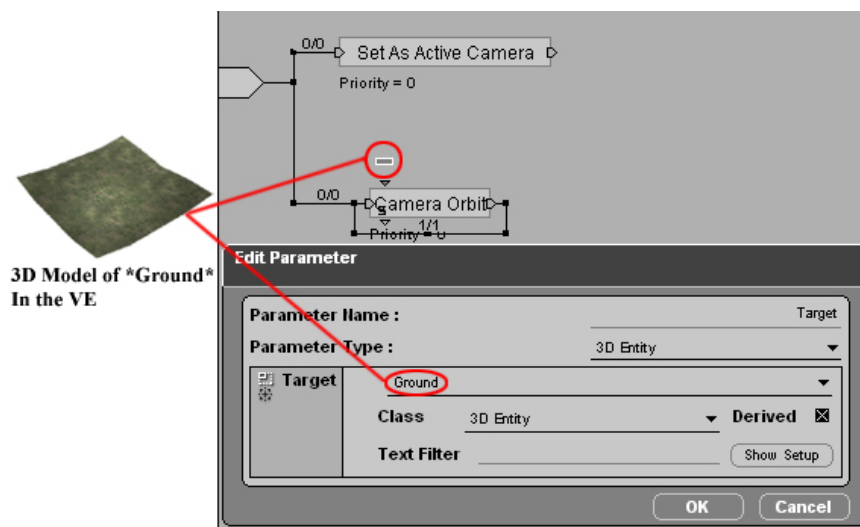 0/0
Set As Active Camera
Priority = 0
0/0
Camera Orbit
S
1/1
Priority = 0
3D Model of *Ground*
In the VE
Edit Parameter
Parameter Name :
Target
Parameter Type :
3D Entity
Target
Ground
Class
3D Entity
Derived
Text Filter
Show Setup
OK
Cancel